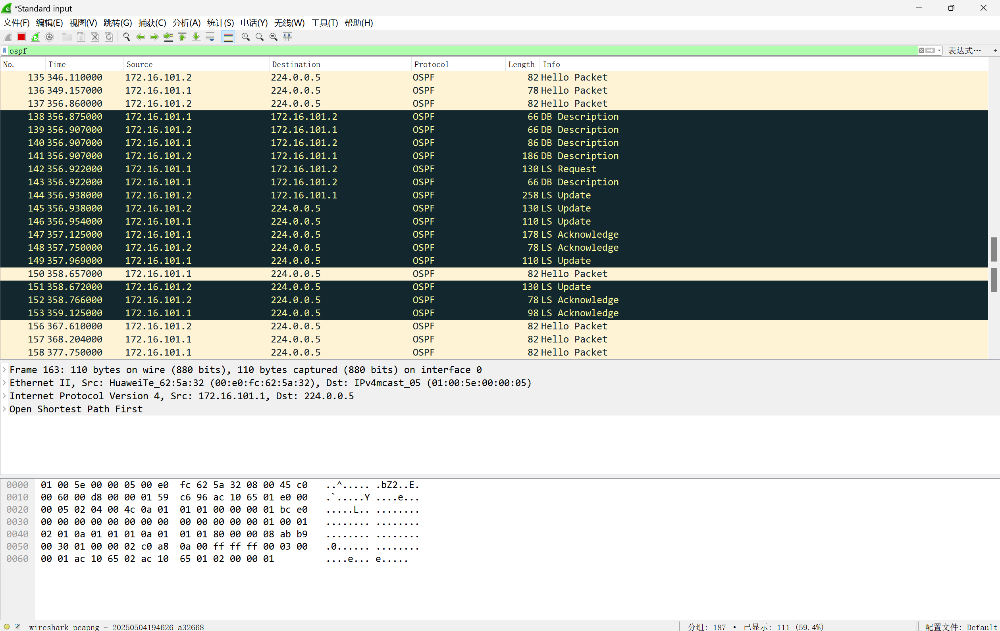 *Standard input
文件(F) 编辑(E) 视图(V) 跳转(G) 捕获(C) 分析(A) 统计(S) 电话(Y) 无线(W) 工具(T) 帮助(H)
ospf 表达式… +
No. Time Source Destination Protocol Length Info
135 346.110000 172.16.101.2 224.0.0.5 OSPF 82 Hello Packet
136 349.157000 172.16.101.1 224.0.0.5 OSPF 78 Hello Packet
137 356.860000 172.16.101.2 224.0.0.5 OSPF 82 Hello Packet
138 356.875000 172.16.101.1 172.16.101.2 OSPF 66 DB Description
139 356.907000 172.16.101.2 172.16.101.1 OSPF 66 DB Description
140 356.907000 172.16.101.1 172.16.101.2 OSPF 86 DB Description
141 356.907000 172.16.101.2 172.16.101.1 OSPF 186 DB Description
142 356.922000 172.16.101.1 172.16.101.2 OSPF 130 LS Request
143 356.922000 172.16.101.1 172.16.101.2 OSPF 66 DB Description
144 356.938000 172.16.101.2 172.16.101.1 OSPF 258 LS Update
145 356.938000 172.16.101.2 224.0.0.5 OSPF 130 LS Update
146 356.954000 172.16.101.1 224.0.0.5 OSPF 110 LS Update
147 357.125000 172.16.101.1 224.0.0.5 OSPF 178 LS Acknowledge
148 357.750000 172.16.101.2 224.0.0.5 OSPF 78 LS Acknowledge
149 357.969000 172.16.101.1 224.0.0.5 OSPF 110 LS Update
150 358.657000 172.16.101.1 224.0.0.5 OSPF 82 Hello Packet
151 358.672000 172.16.101.2 224.0.0.5 OSPF 130 LS Update
152 358.766000 172.16.101.2 224.0.0.5 OSPF 78 LS Acknowledge
153 359.125000 172.16.101.1 224.0.0.5 OSPF 98 LS Acknowledge
156 367.610000 172.16.101.2 224.0.0.5 OSPF 82 Hello Packet
157 368.204000 172.16.101.1 224.0.0.5 OSPF 82 Hello Packet
158 377.750000 172.16.101.1 224.0.0.5 OSPF 82 Hello Packet
Frame 163: 110 bytes on wire (880 bits), 110 bytes captured (880 bits) on interface 0
Ethernet II, Src: HuaweiTe_62:5a:32 (00:e0:fc:62:5a:32), Dst: IPv4mcast_05 (01:00:5e:00:00:05)
Internet Protocol Version 4, Src: 172.16.101.1, Dst: 224.0.0.5
Open Shortest Path First
0000 01 00 5e 00 00 05 00 e0 fc 62 5a 32 08 00 45 c0 ..^..... .bZ2..E.
0010 00 60 00 d8 00 00 01 59 c6 96 ac 10 65 01 e0 00 .`.....Y ....e...
0020 00 05 02 04 00 4c 0a 01 01 01 00 00 00 01 bc e0 .....L.. ........
0030 00 00 00 00 00 00 00 00 00 00 00 00 00 01 00 01 ........ ........
0040 02 01 0a 01 01 01 0a 01 01 01 80 00 00 08 ab b9 ........ ........
0050 00 30 01 00 00 02 c0 a8 0a 00 ff ff ff 00 03 00 .0...... ........
0060 00 01 ac 10 65 02 ac 10 65 01 02 00 00 01 ....e... e.....
wireshark_pcapng - 20250504194626_a32668 分组: 187 · 已显示: 111 (59.4%) 配置文件: Default